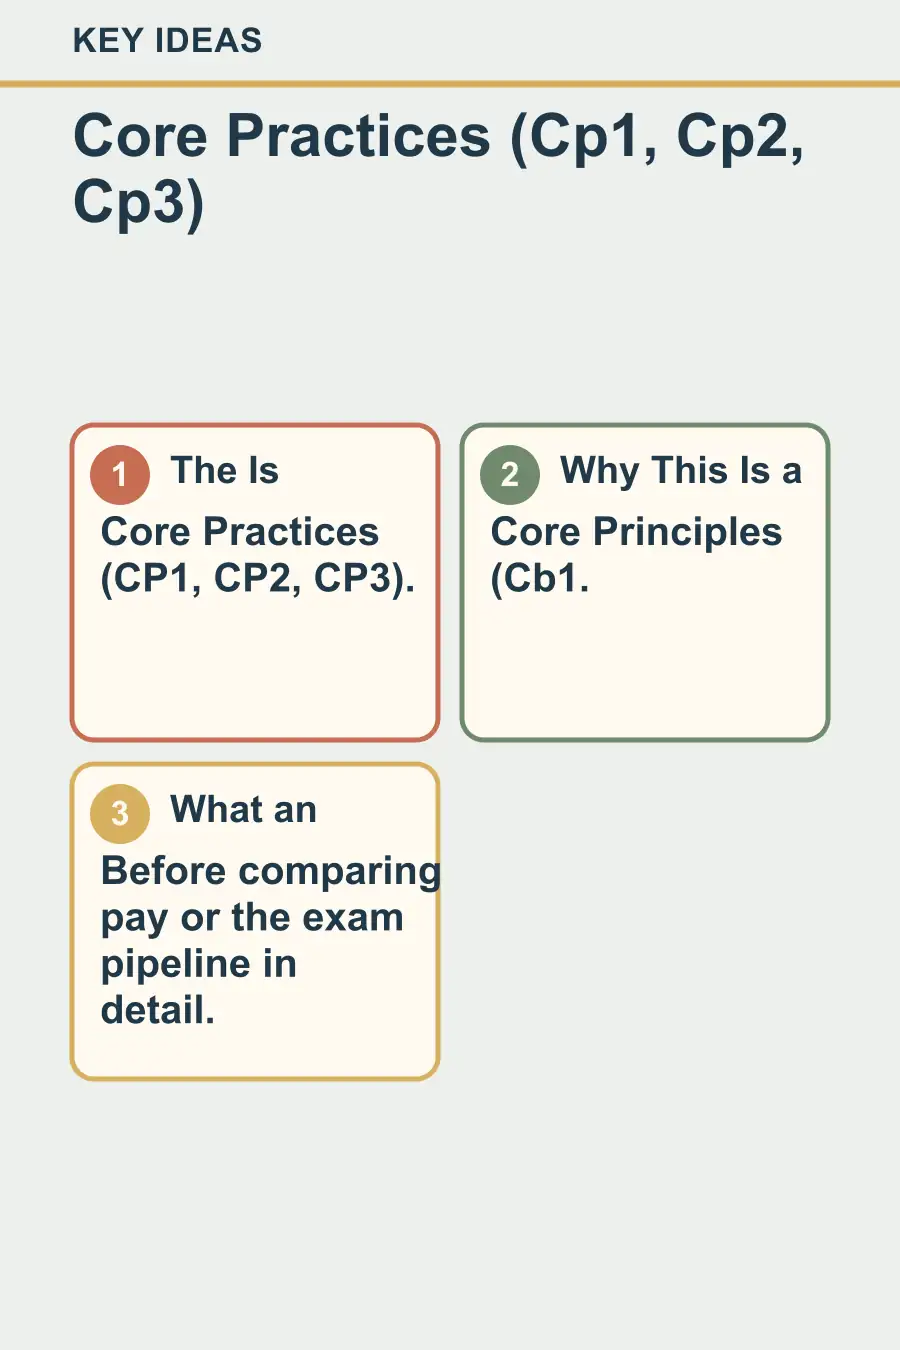 KEY IDEAS
Core Practices (Cp1, Cp2,
Cp3)
1 The Is
Core Practices
(CP1, CP2, CP3).
2 Why This Is a
Core Principles
(Cb1.
3 What an
Before comparing
pay or the exam
pipeline in
detail.